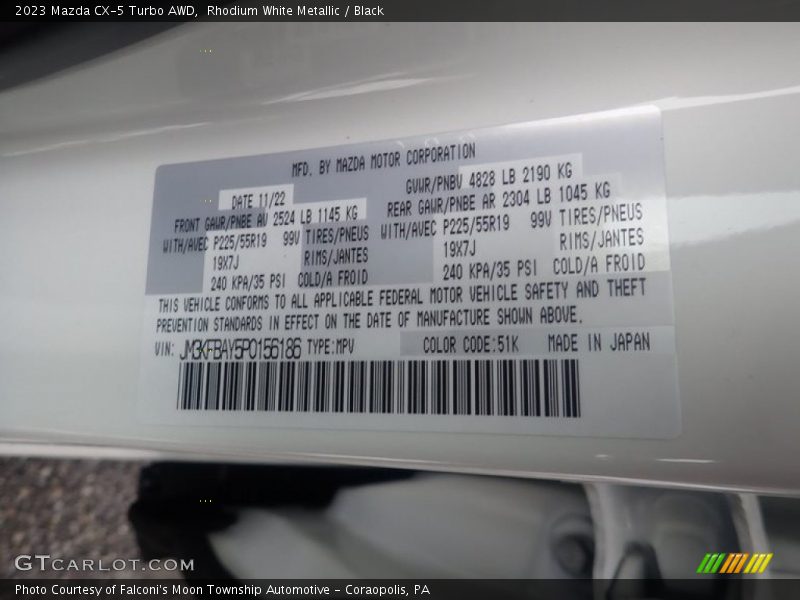 2023 Mazda CX-5 Turbo AWD, Rhodium White Metallic / Black
MFD. BY MAZDA MOTOR CORPORATION
DATE 11/22 GVWR/PNBV 4828 LB 2190 KG
FRONT GAWR/PNBE AV 2524 LB 1145 KG REAR GAWR/PNBE AR 2304 LB 1045 KG
WITH/AVEC P225/55R19 99V TIRES/PNEUS WITH/AVEC P225/55R19 99V TIRES/PNEUS
19X7J RIMS/JANTES 19X7J RIMS/JANTES
240 KPA/35 PSI COLD/A FROID 240 KPA/35 PSI COLD/A FROID
THIS VEHICLE CONFORMS TO ALL APPLICABLE FEDERAL MOTOR VEHICLE SAFETY AND THEFT
PREVENTION STANDARDS IN EFFECT ON THE DATE OF MANUFACTURE SHOWN ABOVE.
VIN: JM3KFBAY5P0156186 TYPE:MPV COLOR CODE:51K MADE IN JAPAN
GTCARLOT.COM
Photo Courtesy of Falconi's Moon Township Automotive - Coraopolis, PA